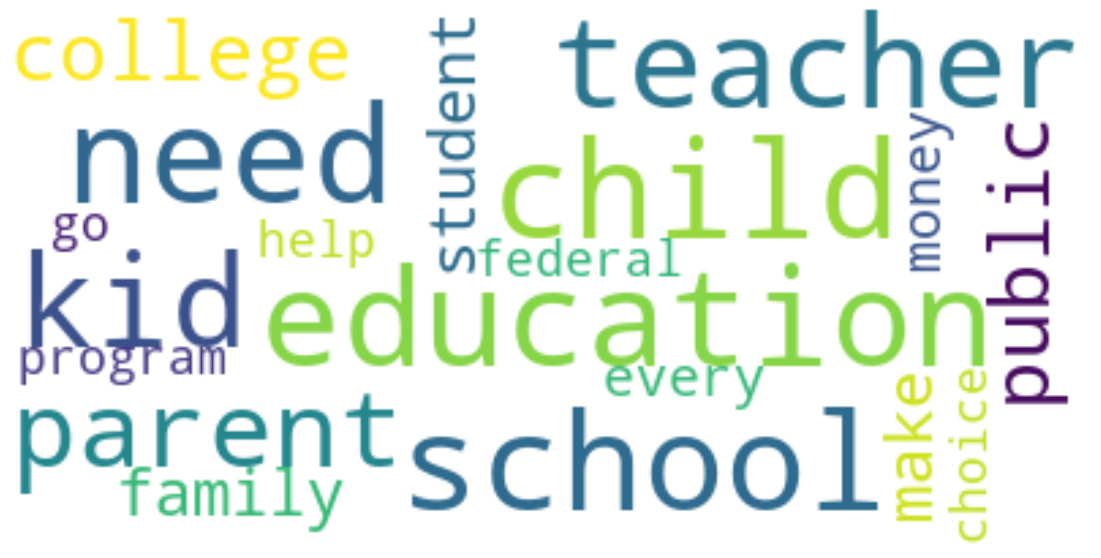 college
student
teacher
need
child
money
public
go
help
federal
kid
education
program
every
make
choice
parent
school
family